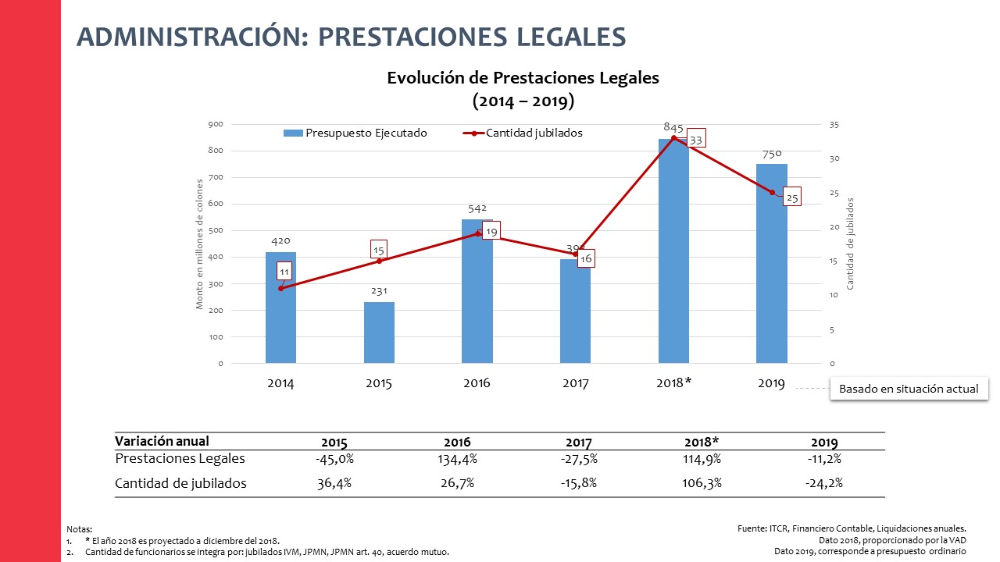 ADMINISTRACIÓN: PRESTACIONES LEGALES
Evolución de Prestaciones Legales
(2014 – 2019)
Presupuesto Ejecutado
Cantidad jubilados
Monto en millones de colones
900
800
700
600
500
400
300
200
100
0
420
231
542
845
750
11
15
19
16
33
25
35
30
25
20
15
10
5
0
Cantidad de jubilados
2014 2015 2016 2017 2018* 2019
Basado en situación actual
Variación anual 2015 2016 2017 2018* 2019
Prestaciones Legales -45,0% 134,4% -27,5% 114,9% -11,2%
Cantidad de jubilados 36,4% 26,7% -15,8% 106,3% -24,2%
Notas:
1. * El año 2018 es proyectado a diciembre del 2018.
2. Cantidad de funcionarios se integra por: jubilados IVM, JPMN, JPMN art. 40, acuerdo mutuo.
Fuente: ITCR, Financiero Contable, Liquidaciones anuales.
Dato 2018, proporcionado por la VAD
Dato 2019, corresponde a presupuesto ordinario